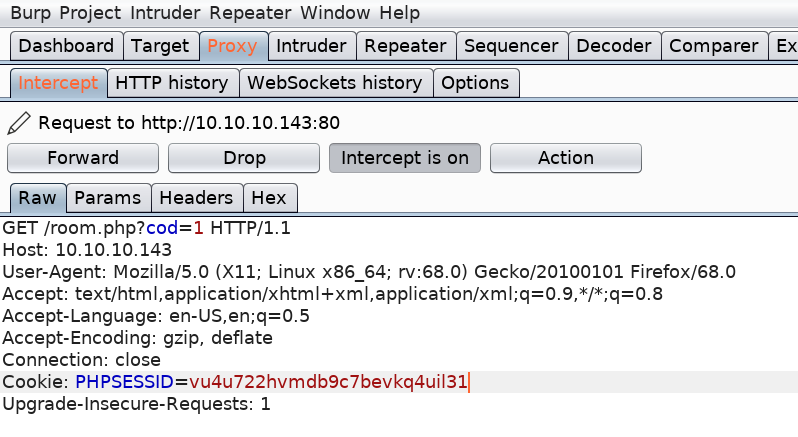 Burp Project Intruder Repeater Window Help
Dashboard Target Proxy Intruder Repeater Sequencer Decoder Comparer Ex
Intercept HTTP history WebSockets history Options
Request to http://10.10.10.143:80
Forward Drop Intercept is on Action
Raw Params Headers Hex
GET /room.php?cod=1 HTTP/1.1
Host: 10.10.10.143
User-Agent: Mozilla/5.0 (X11; Linux x86_64; rv:68.0) Gecko/20100101 Firefox/68.0
Accept: text/html,application/xhtml+xml,application/xml;q=0.9,*/*;q=0.8
Accept-Language: en-US,en;q=0.5
Accept-Encoding: gzip, deflate
Connection: close
Cookie: PHPSESSID=vu4u722hvmdb9c7bevkq4uil31
Upgrade-Insecure-Requests: 1